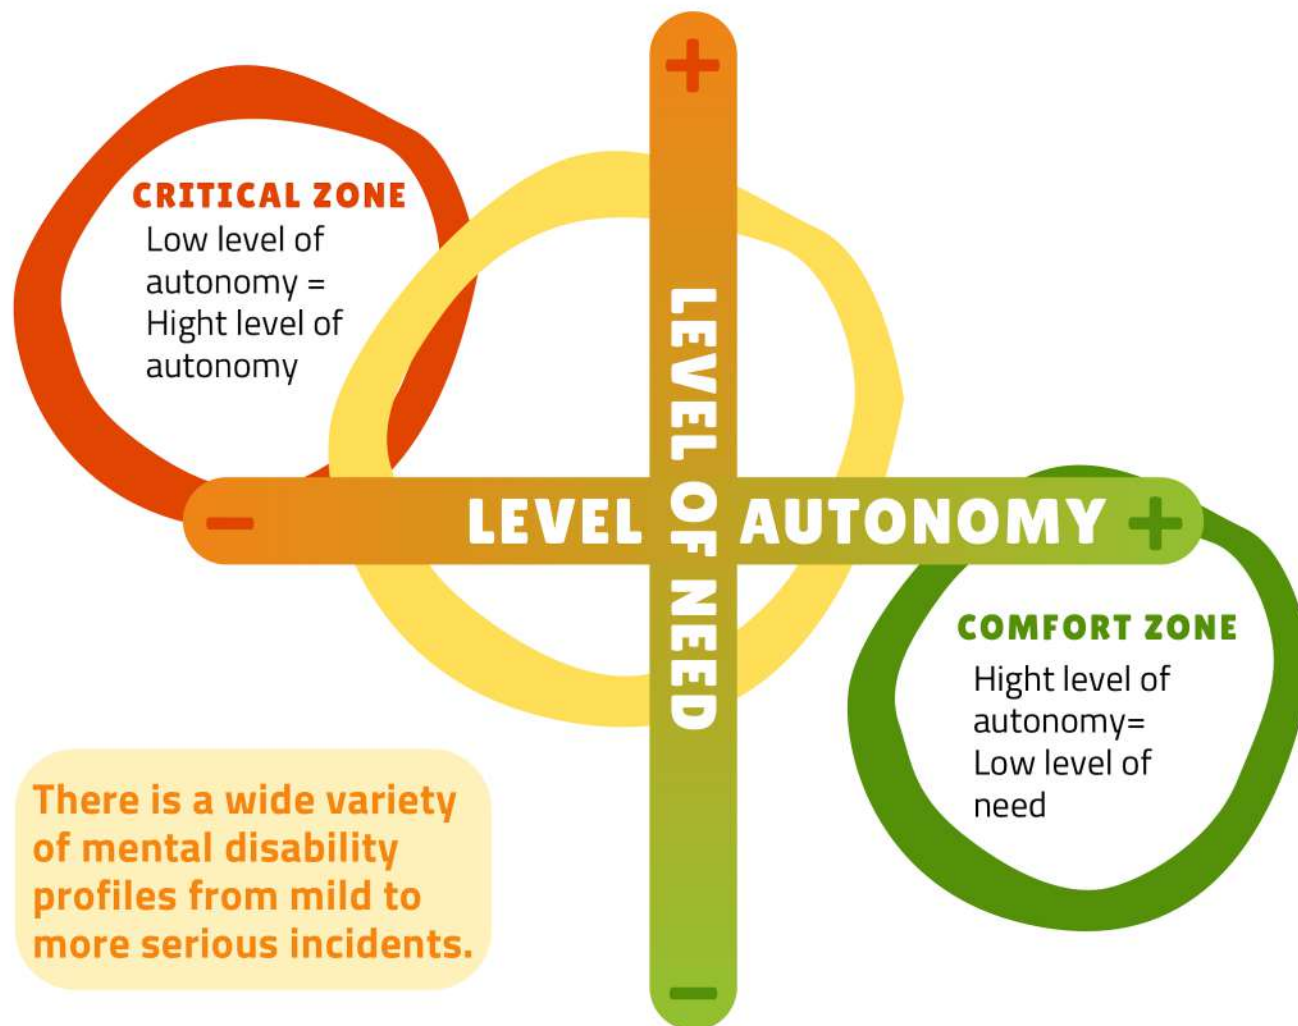 +
CRITICAL ZONE
Low level of
autonomy =
Hight level of
autonomy
LEVEL OF NEED
- LEVEL AUTONOMY +
COMFORT ZONE
Hight level of
autonomy=
Low level of
need
There is a wide variety
of mental disability
profiles from mild to
more serious incidents.
-